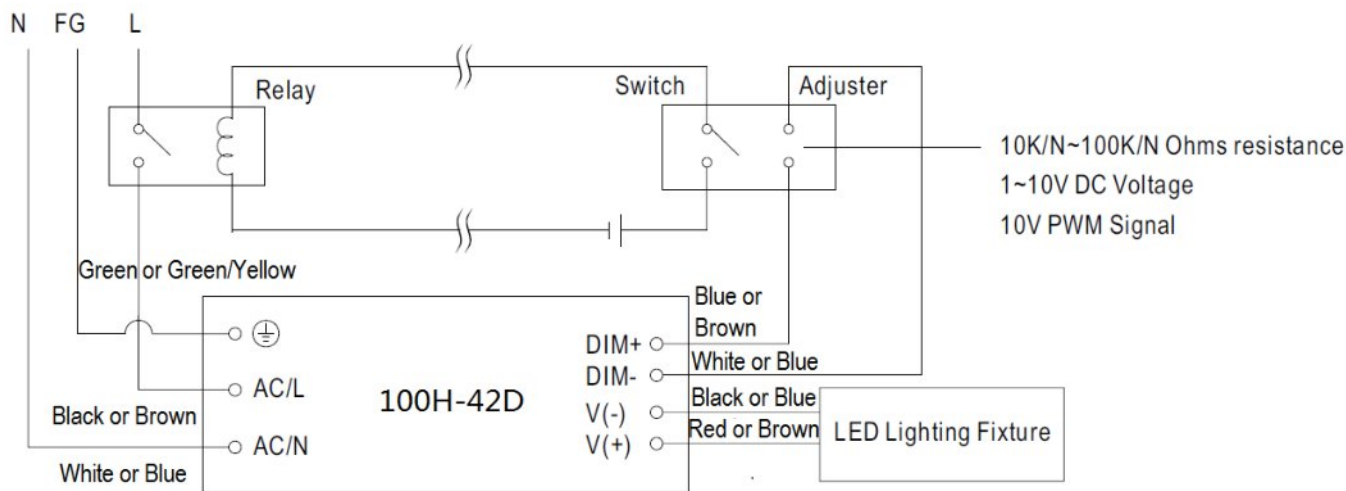 N FG L
Relay
Switch
Adjuster
10K/N~100K/N Ohms resistance
1~10V DC Voltage
10V PWM Signal
Green or Green/Yellow
Blue or
Brown
DIM+
White or Blue
DIM-
AC/L
100H-42D
Black or Blue
V(-)
Black or Brown
Red or Brown
V(+)
LED Lighting Fixture
AC/N
White or Blue